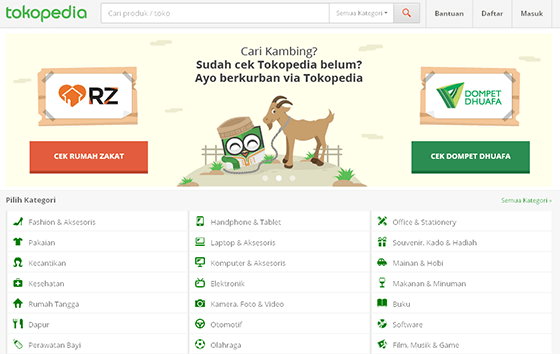 tokopedia
Cari produk / toko
Semua Kategori
Bantuan
Daftar
Masuk
Cari Kambing?
Sudah cek Tokopedia belum?
Ayo berkurban via Tokopedia
RZ
DOMPET
DHUAFA
CEK RUMAH ZAKAT
CEK DOMPET DHUAFA
Pilih Kategori
Semua Kategori »
Fashion & Aksesoris
Handphone & Tablet
Office & Stationery
Pakaian
Laptop & Aksesoris
Souvenir, Kado & Hadiah
Kecantikan
Komputer & Aksesoris
Mainan & Hobi
Kesehatan
Elektronik
Makanan & Minuman
Rumah Tangga
Kamera, Foto & Video
Buku
Dapur
Otomotif
Software
Perawatan Bayi
Olahraga
Film, Musik & Game